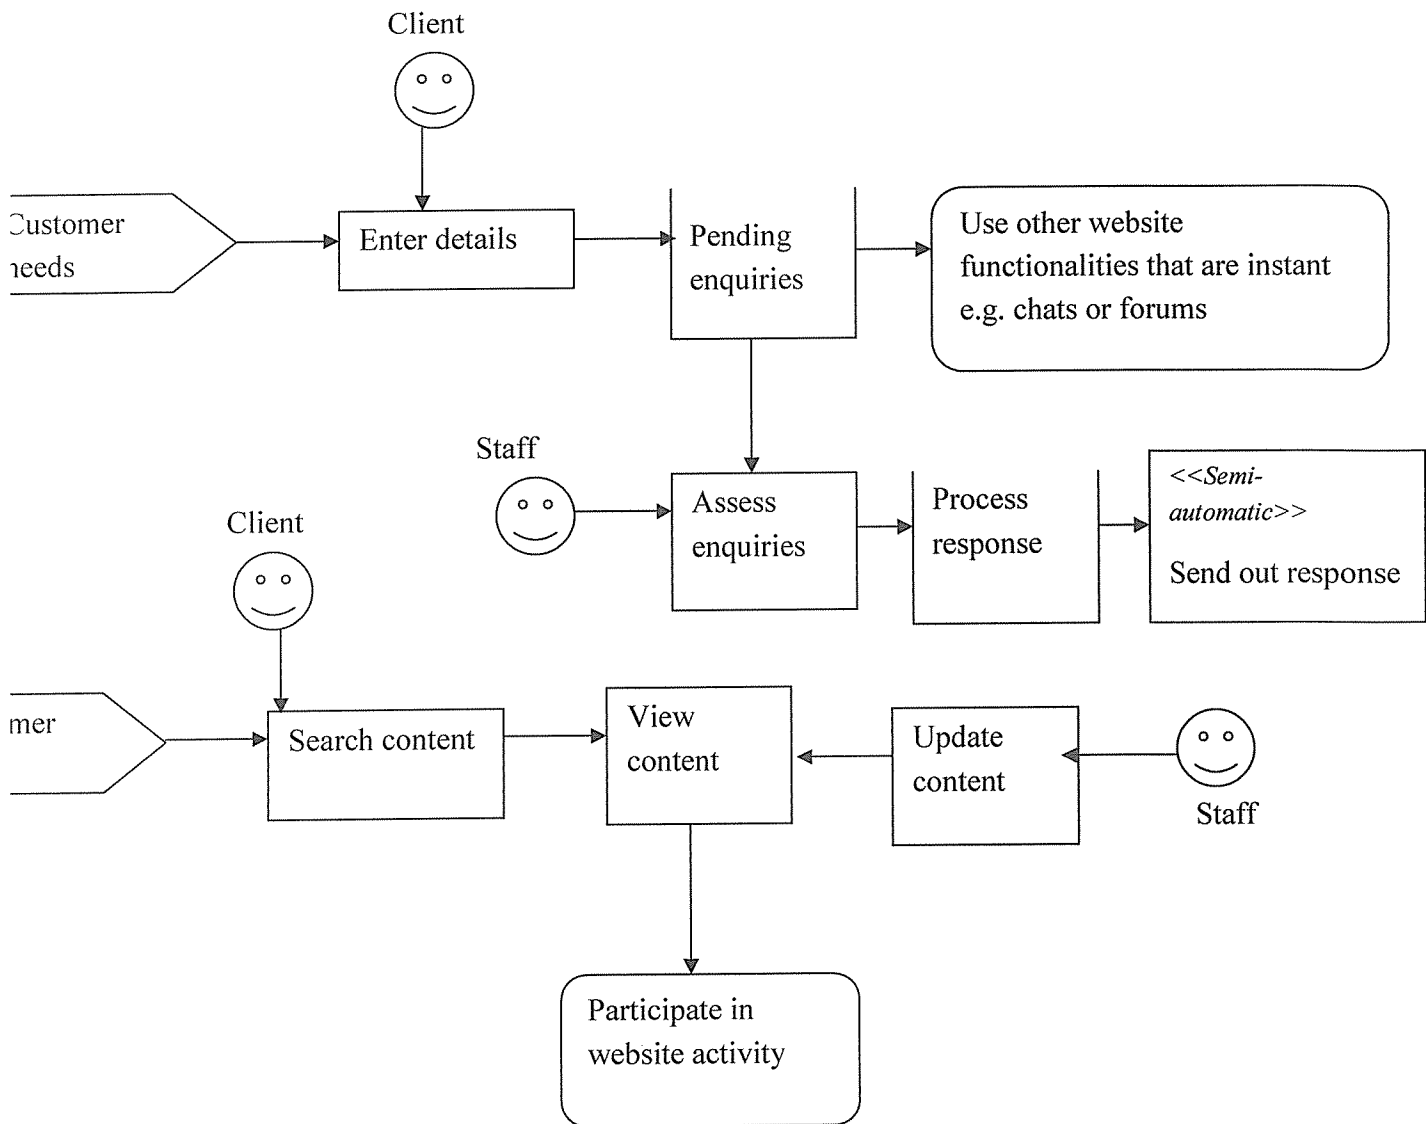 Client
Customer
needs
Enter details
Pending
enquiries
Use other website
functionalities that are instant
e.g. chats or forums
Staff
Assess
enquiries
Process
response
<<Semi-
automatic>>
Send out response
Client
mer
Search content
View
content
Update
content
Staff
Participate in
website activity